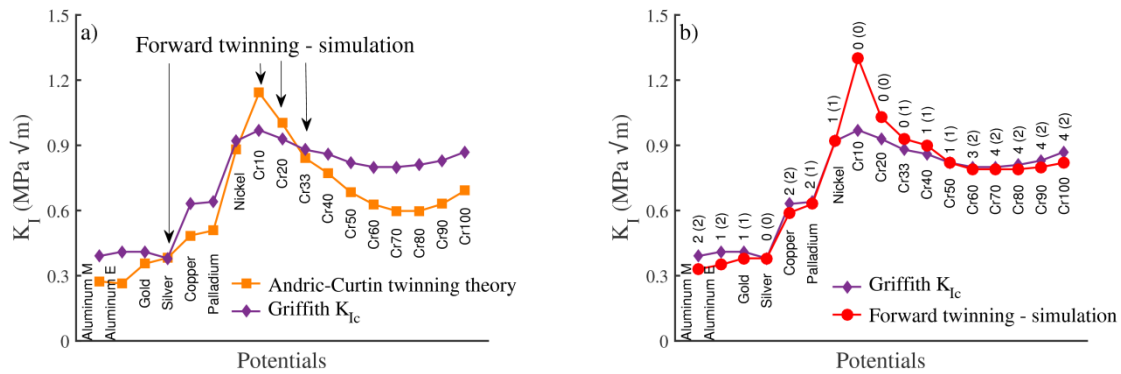 a)
Forward twinning - simulation
K_I (MPa √m)
1.5
1.2
0.9
0.6
0.3
0
Aluminum M
Aluminum E
Gold
Silver
Copper
Palladium
Nickel
Cr10
Cr20
Cr33
Cr40
Cr50
Cr60
Cr70
Cr80
Cr90
Cr100
Andric-Curtin twinning theory
Griffith K_Ic
Potentials
b)
K_I (MPa √m)
1.5
1.2
0.9
0.6
0.3
0
2 (2)
1 (2)
1 (1)
0 (0)
2 (2)
2 (1)
1 (1)
0 (0)
0 (0)
0 (1)
1 (1)
1 (1)
3 (2)
4 (2)
4 (2)
4 (2)
4 (2)
Aluminum M
Aluminum E
Gold
Silver
Copper
Palladium
Nickel
Cr10
Cr20
Cr33
Cr40
Cr50
Cr60
Cr70
Cr80
Cr90
Cr100
Griffith K_Ic
Forward twinning - simulation
Potentials